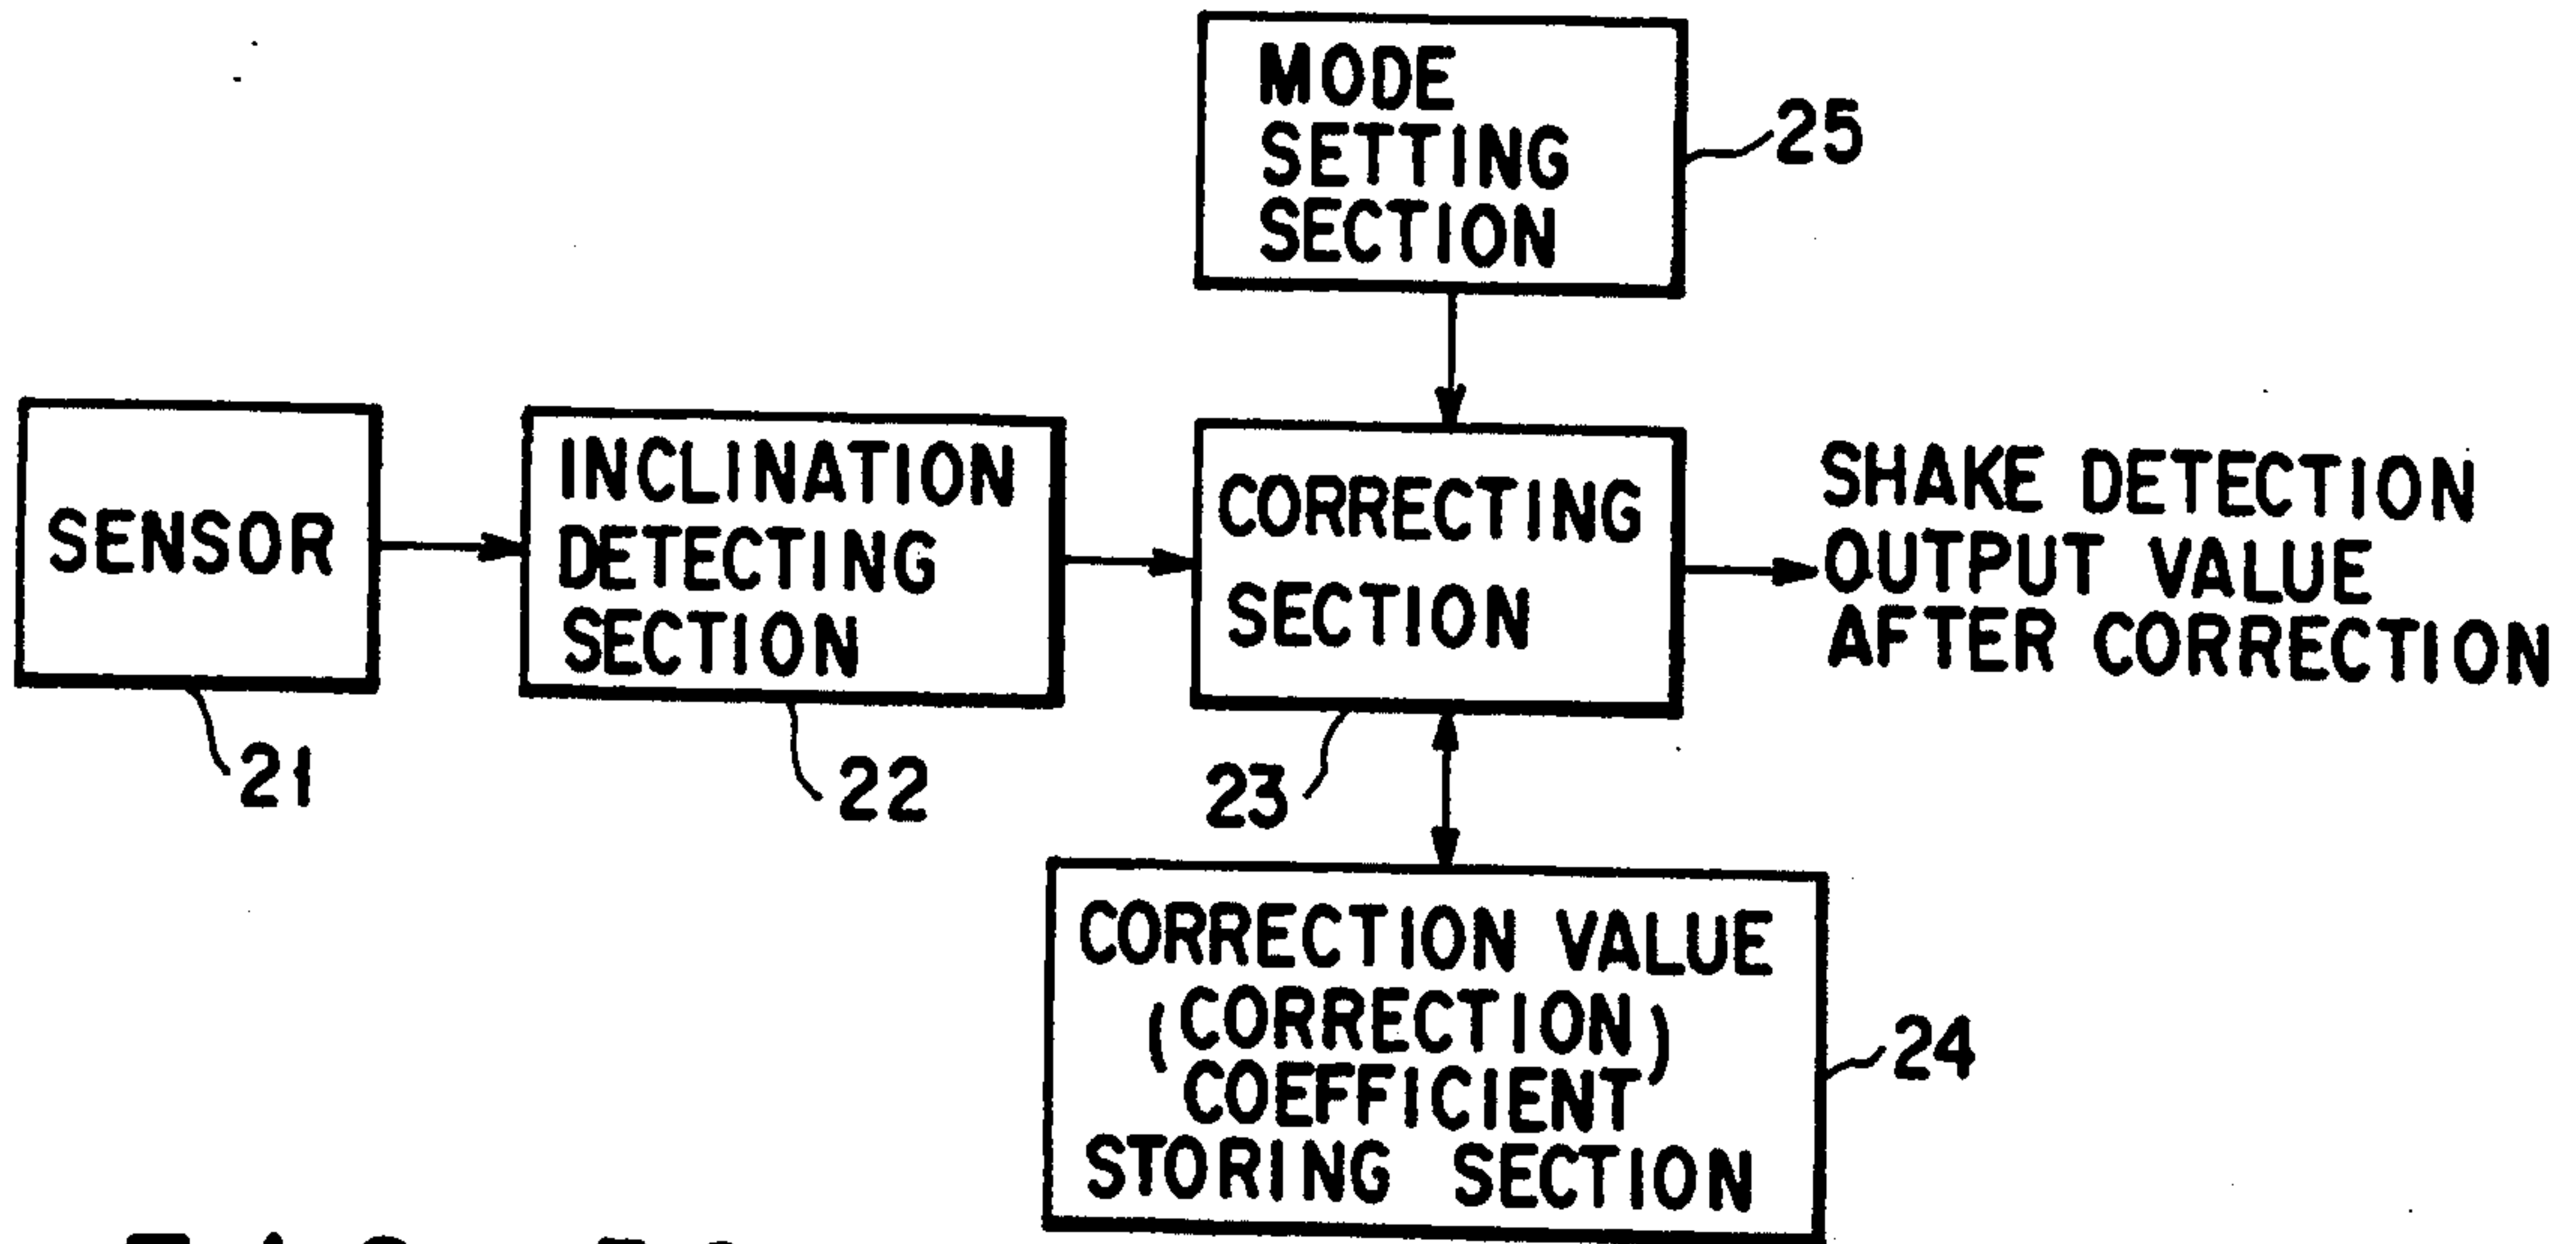 MODE
SETTING
SECTION
25
SENSOR
21
INCLINATION
DETECTING
SECTION
22
CORRECTING
SECTION
23
SHAKE DETECTION
OUTPUT VALUE
AFTER CORRECTION
CORRECTION VALUE
(CORRECTION)
COEFFICIENT
STORING SECTION
24